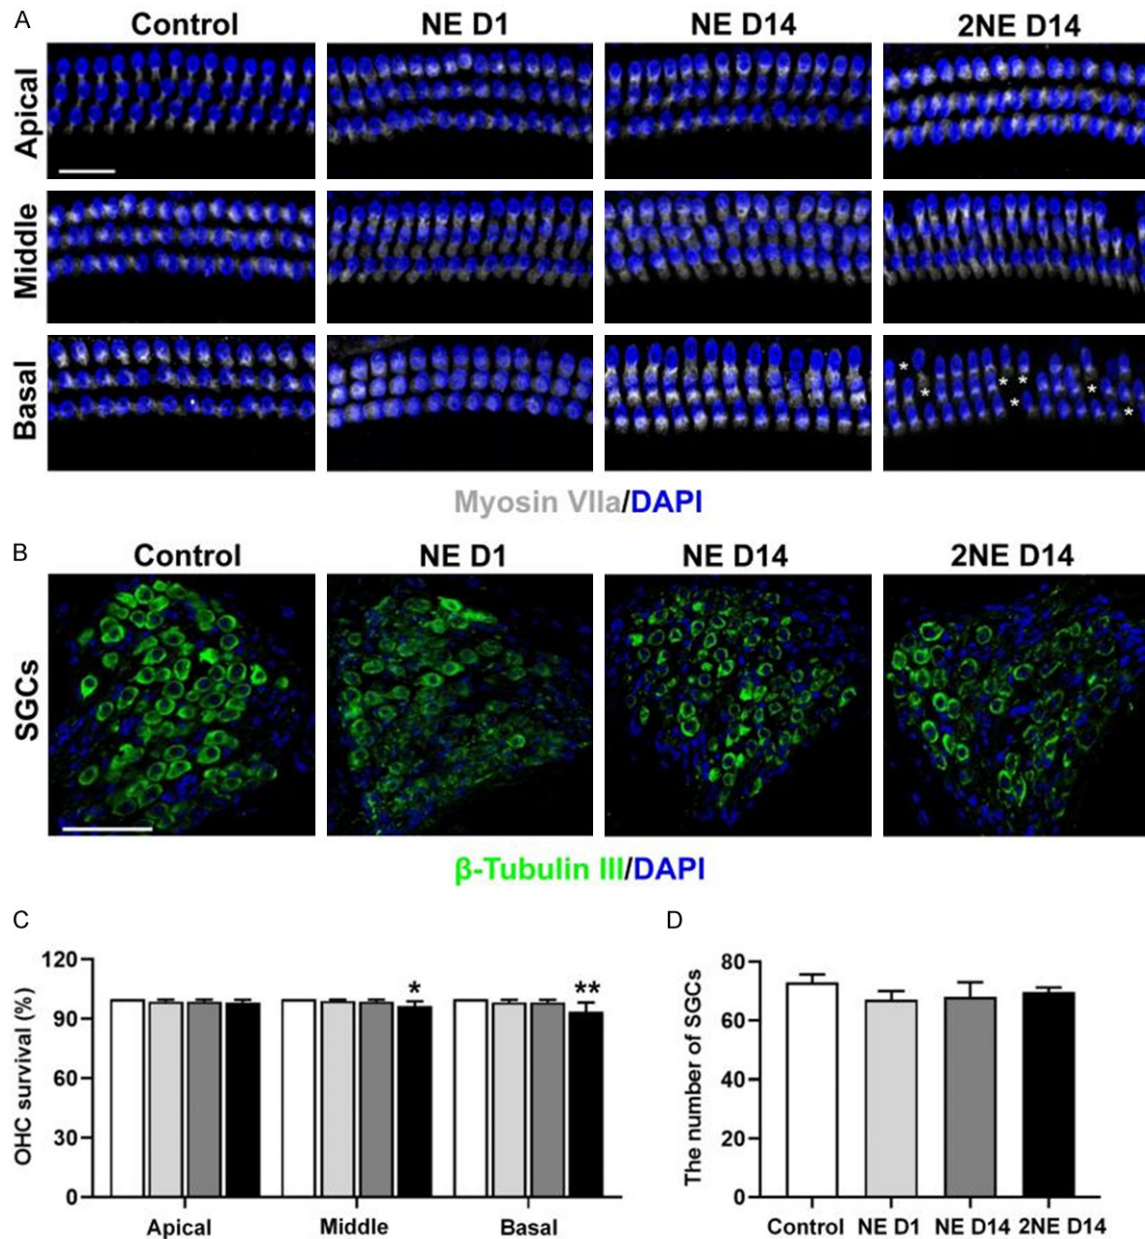 A
Control NE D1 NE D14 2NE D14
Apical
Middle
Basal
* * * * * * *
Myosin VIIa/DAPI
B
Control NE D1 NE D14 2NE D14
SGCs
β-Tubulin III/DAPI
C
OHC survival (%)
120
90
60
30
0
* **
Apical Middle Basal
D
The number of SGCs
80
60
40
20
0
Control NE D1 NE D14 2NE D14